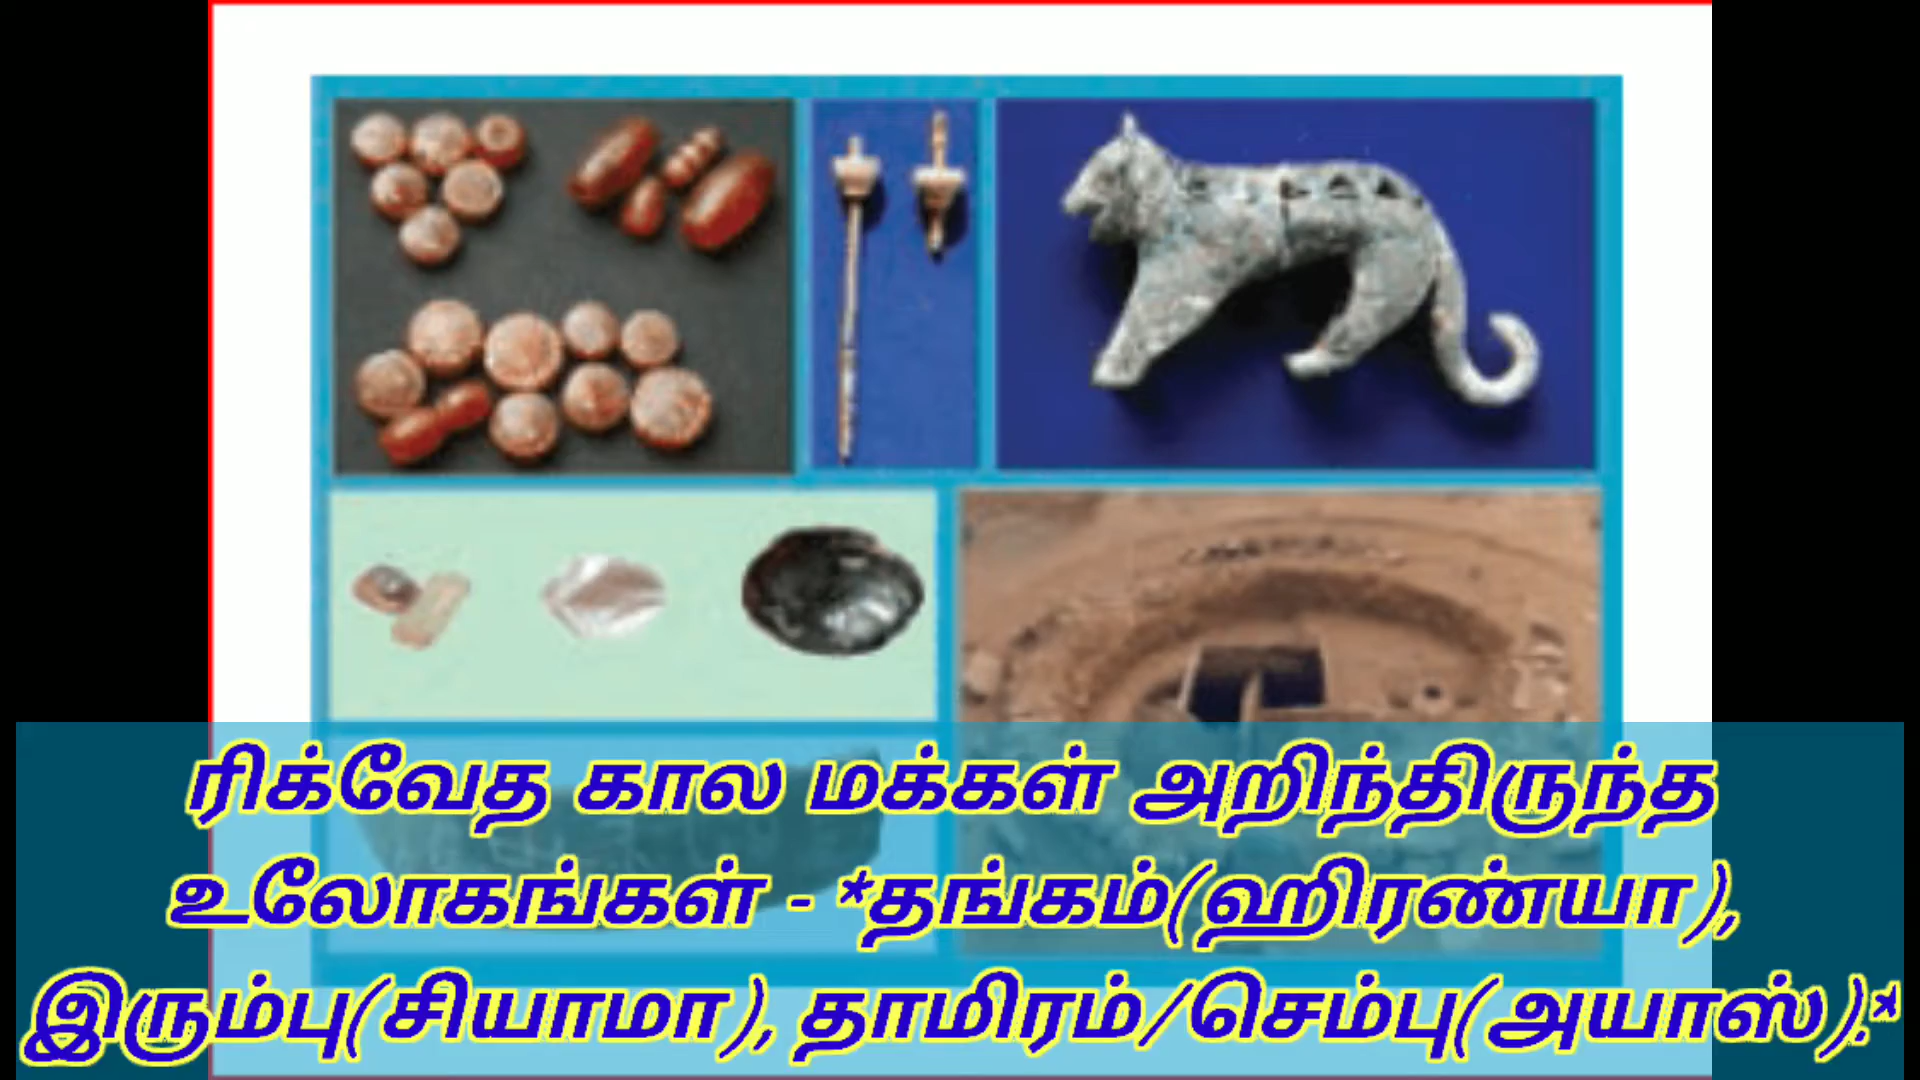 ரிக்வேத கால மக்கள் அறிந்திருந்த
உலோகங்கள் - *தங்கம்(ஹிரண்யா),
இரும்பு(சியாமா), தாமிரம்/செம்பு(அயாஸ்).*